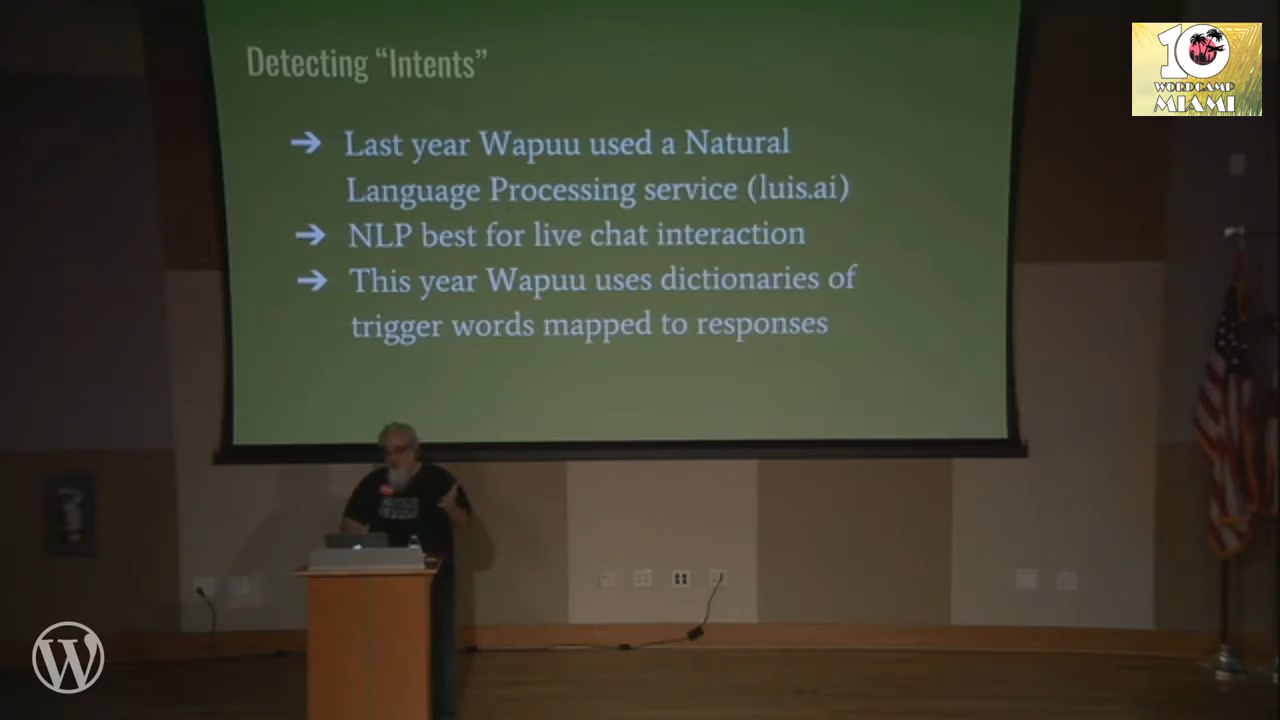 Detecting “Intents”
➔ Last year Wapuu used a Natural
Language Processing service (luis.ai)
➔ NLP best for live chat interaction
➔ This year Wapuu uses dictionaries of
trigger words mapped to responses
10
WORDCAMP
MIAMI
W